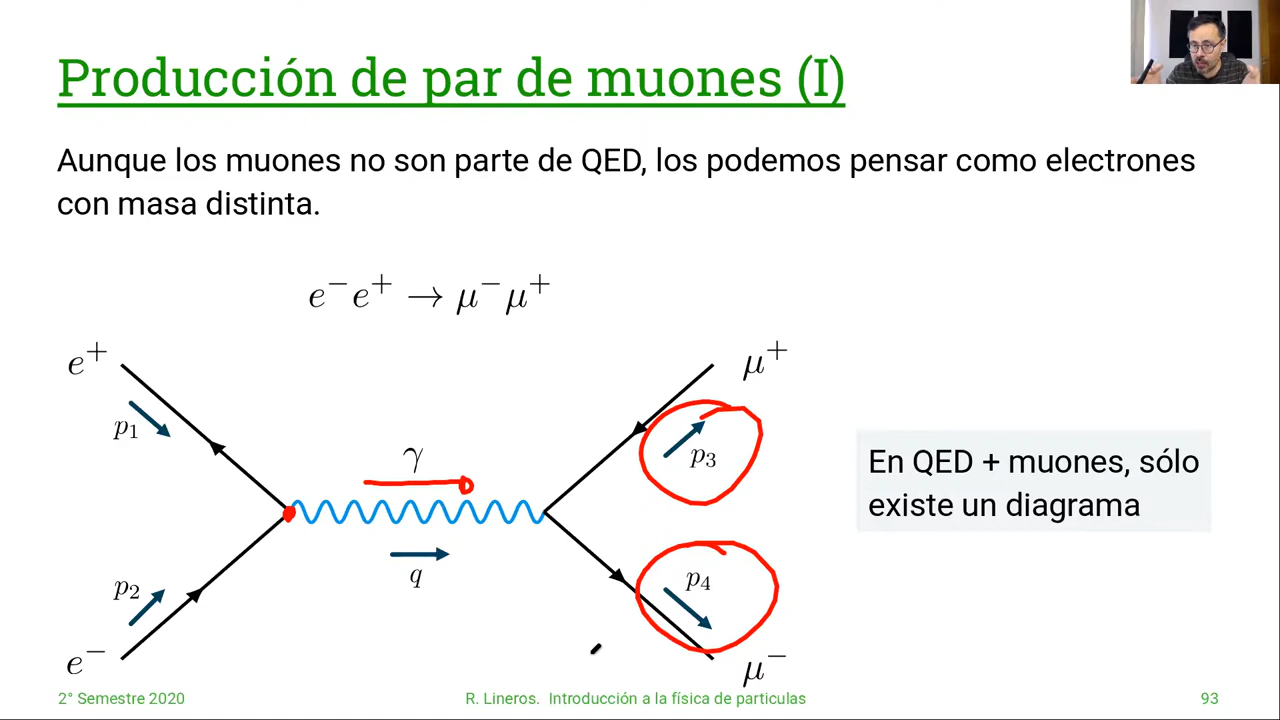 Producción de par de muones (I)
Aunque los muones no son parte de QED, los podemos pensar como electrones
con masa distinta.
e⁻e⁺ → μ⁻μ⁺
e⁺
μ⁺
p₁
γ
p₃
En QED + muones, sólo
existe un diagrama
q
p₂
p₄
e⁻
μ⁻
2° Semestre 2020
R. Lineros. Introducción a la física de particulas
93